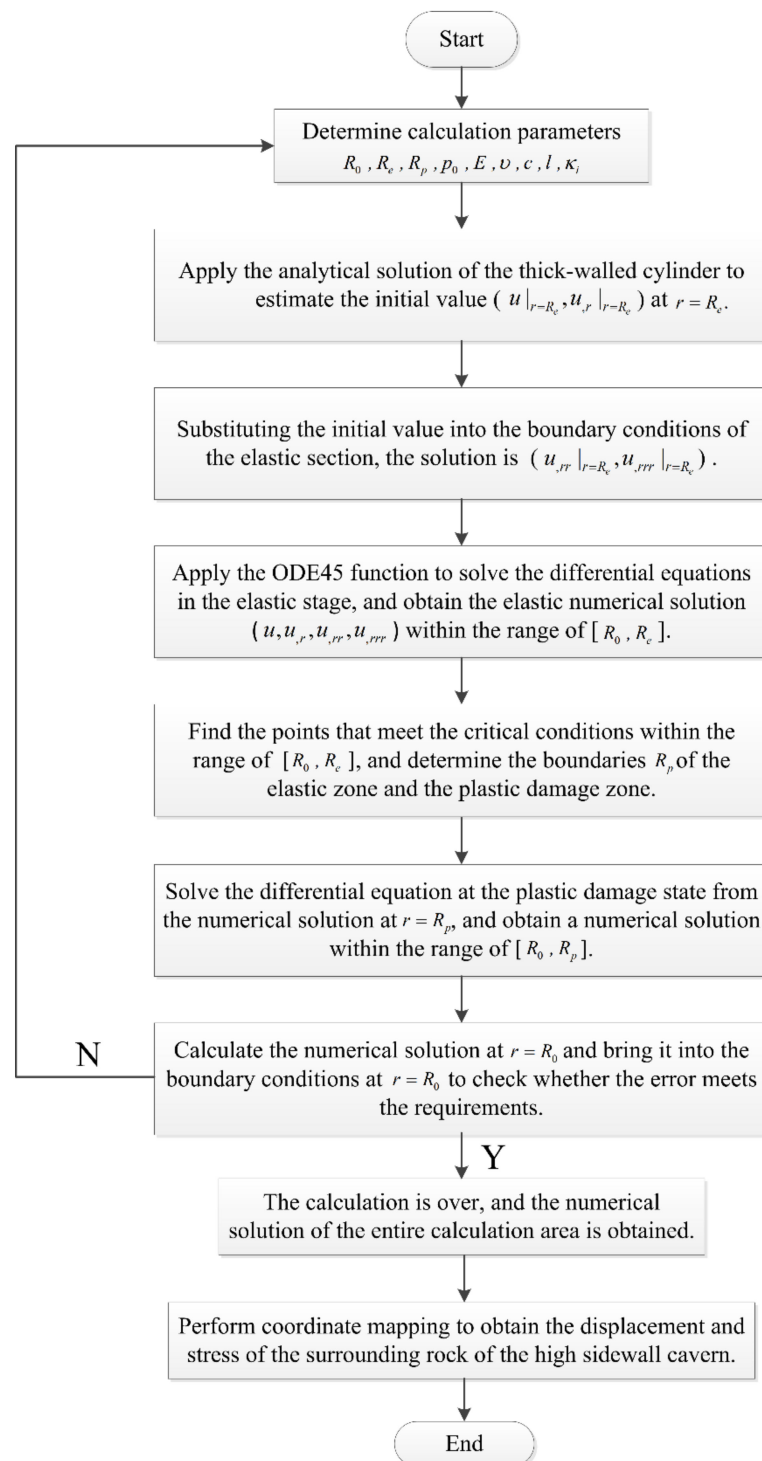 Start
Determine calculation parameters
R₀ , Rₑ , Rₚ , p₀ , E , υ , c , l , κᵢ
Apply the analytical solution of the thick-walled cylinder to
estimate the initial value ( u|r=Rₑ , u,r|r=Rₑ ) at r = Rₑ.
Substituting the initial value into the boundary conditions of
the elastic section, the solution is ( u,rr|r=Rₑ , u,rrr|r=Rₑ ) .
Apply the ODE45 function to solve the differential equations
in the elastic stage, and obtain the elastic numerical solution
( u, u,r, u,rr, u,rrr ) within the range of [ R₀ , Rₑ ].
Find the points that meet the critical conditions within the
range of [R₀ , Rₑ ], and determine the boundaries Rₚ of the
elastic zone and the plastic damage zone.
Solve the differential equation at the plastic damage state from
the numerical solution at r = Rₚ, and obtain a numerical solution
within the range of [ R₀ , Rₚ ].
N
Calculate the numerical solution at r = R₀ and bring it into the
boundary conditions at r = R₀ to check whether the error meets
the requirements.
Y
The calculation is over, and the numerical
solution of the entire calculation area is obtained.
Perform coordinate mapping to obtain the displacement and
stress of the surrounding rock of the high sidewall cavern.
End